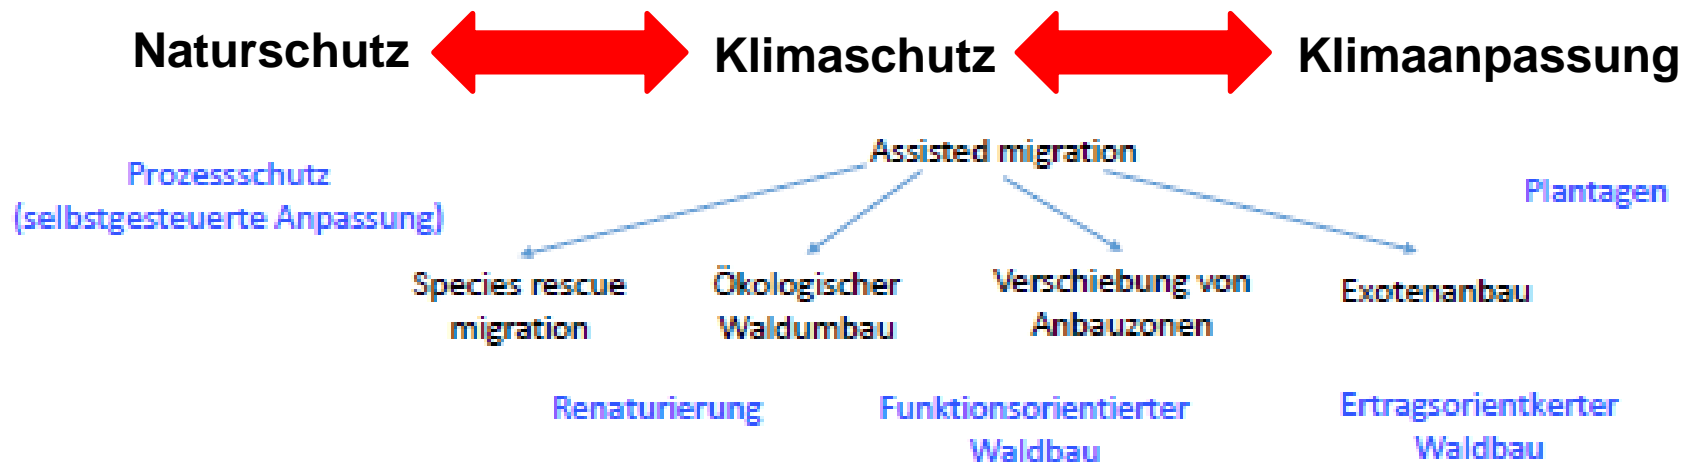 Naturschutz Klimaschutz Klimaanpassung
Assisted migration
Prozessschutz
(selbstgesteuerte Anpassung)
Plantagen
Species rescue
migration
Ökologischer
Waldumbau
Verschiebung von
Anbauzonen
Exotenanbau
Renaturierung
Funktionsorientierter
Waldbau
Ertragsorientkerter
Waldbau